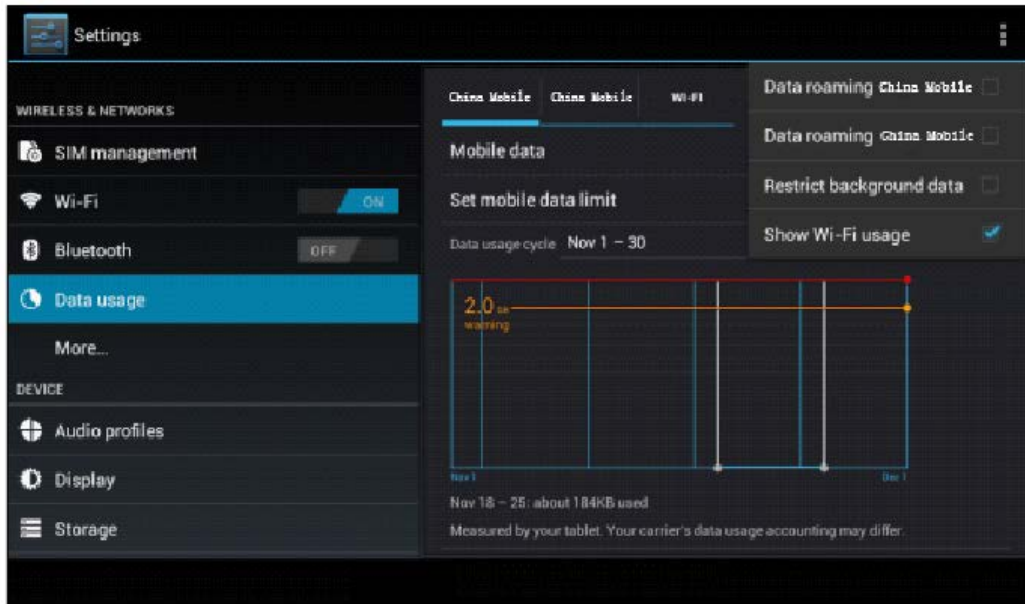 Settings
WIRELESS & NETWORKS
SIM management
Wi-Fi
ON
Bluetooth
OFF
Data usage
More...
DEVICE
Audio profiles
Display
Storage
China Mobile
China Mobile
WI-FI
Mobile data
Set mobile data limit
Data usage cycle Nov 1 – 30
2.0 GB
warning
Nov 1
Dec 1
Nov 18 – 25: about 184KB used
Measured by your tablet. Your carrier's data usage accounting may differ.
Data roaming China Mobile
Data roaming China Mobile
Restrict background data
Show Wi-Fi usage